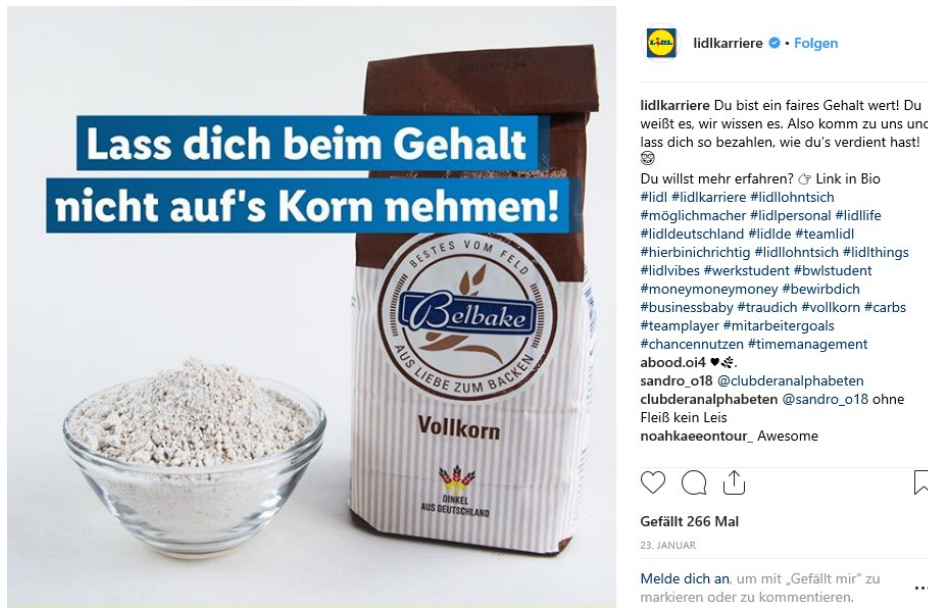 Lass dich beim Gehalt
nicht auf's Korn nehmen!
BESTES VOM FELD
Belbake
AUS LIEBE ZUM BACKEN
Vollkorn
DINKEL
AUS DEUTSCHLAND
LIDL
lidlkarriere • Folgen
lidlkarriere Du bist ein faires Gehalt wert! Du
weißt es, wir wissen es. Also komm zu uns und
lass dich so bezahlen, wie du's verdient hast!
Du willst mehr erfahren? 👉 Link in Bio
#lidl #lidlkarriere #lidllohntsich
#möglichmacher #lidlpersonal #lidllife
#lidldeutschland #lidlde #teamlidl
#hierbinichrichtig #lidllohntsich #lidlthings
#lidlvibes #werkstudent #bwlstudent
#moneymoneymoney #bewirbdich
#businessbaby #traudich #vollkorn #carbs
#teamplayer #mitarbeitergoals
#chancennutzen #timemanagement
abood.oi4 ♥.
sandro_o18 @clubderanalphabeten
clubderanalphabeten @sandro_o18 ohne
Fleiß kein Leis
noahkaeeontour_ Awesome
Gefällt 266 Mal
23. JANUAR
Melde dich an, um mit „Gefällt mir" zu
markieren oder zu kommentieren.